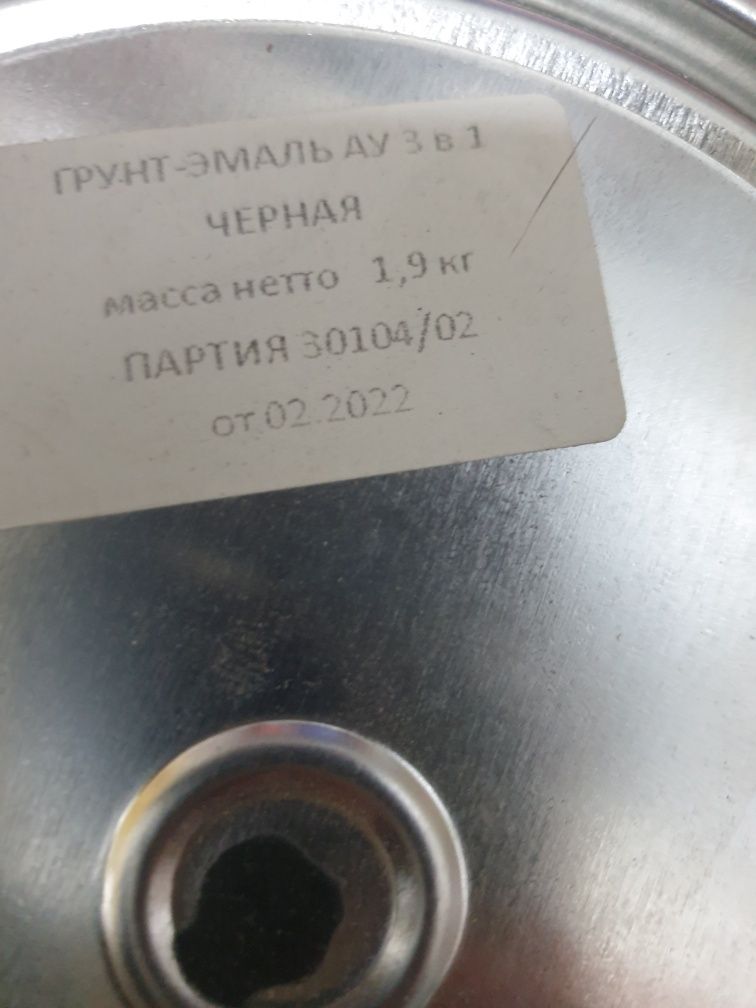 ГРУНТ-ЭМАЛЬ АУ 3 в 1
ЧЕРНАЯ
масса нетто 1,9 кг
ПАРТИЯ 30104/02
от 02.2022